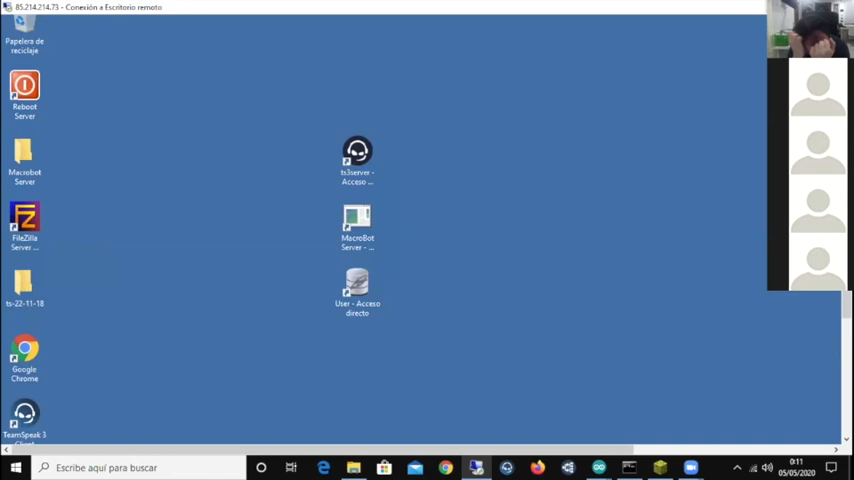 85.214.214.73 - Conexión a Escritorio remoto
Papelera de
reciclaje
Reboot
Server
Macrobot
Server
FileZilla
Server ...
ts-22-11-18
Google
Chrome
TeamSpeak 3
Client
ts3server -
Acceso ...
MacroBot
Server - ...
User - Acceso
directo
Escribe aquí para buscar
0:11
05/05/2020